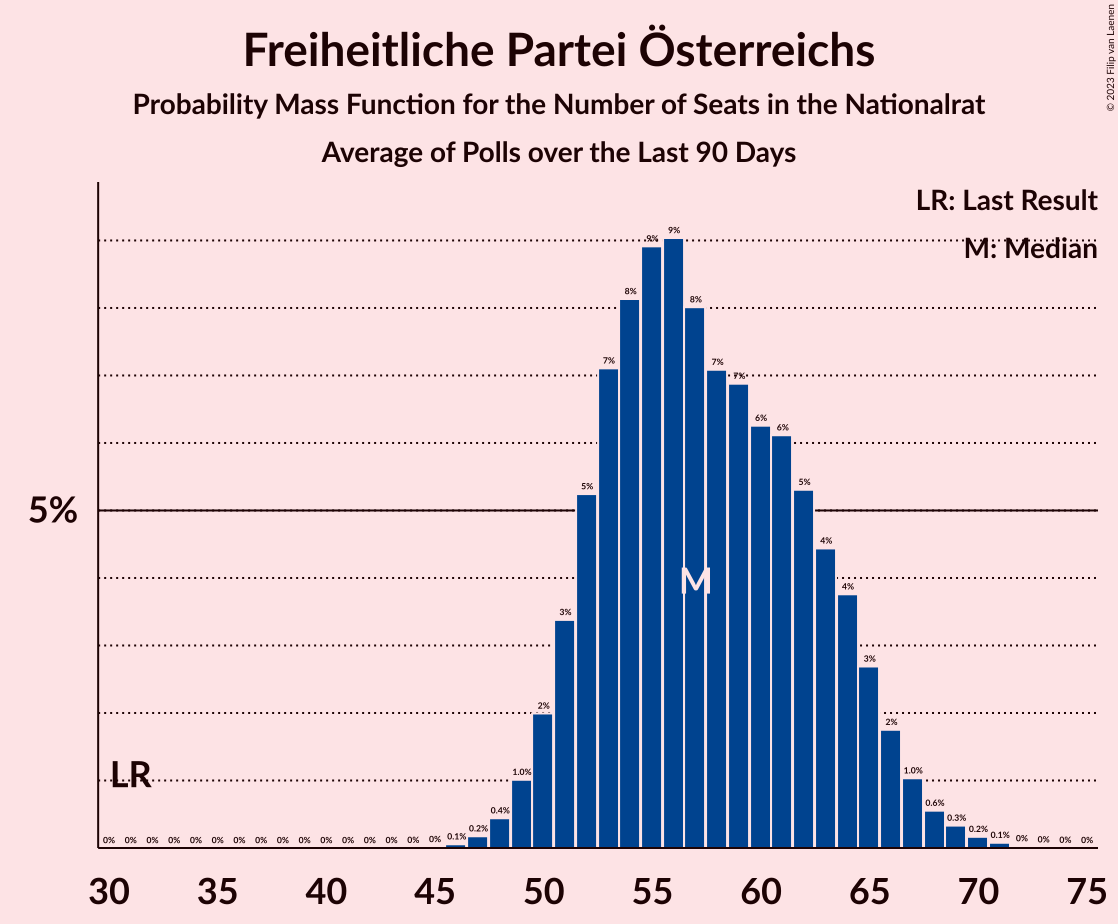 Freiheitliche Partei Österreichs
Probability Mass Function for the Number of Seats in the Nationalrat
Average of Polls over the Last 90 Days
© 2023 Filip van Laenen
LR: Last Result
M: Median
5%
LR
M
0% 0% 0% 0% 0% 0% 0% 0% 0% 0% 0% 0% 0% 0% 0% 0% 0.1% 0.2% 0.4% 1.0% 2% 3% 5% 7% 8% 9% 9% 8% 7% 7% 6% 6% 5% 4% 4% 3% 2% 1.0% 0.6% 0.3% 0.2% 0.1% 0% 0% 0% 0%
30 35 40 45 50 55 60 65 70 75